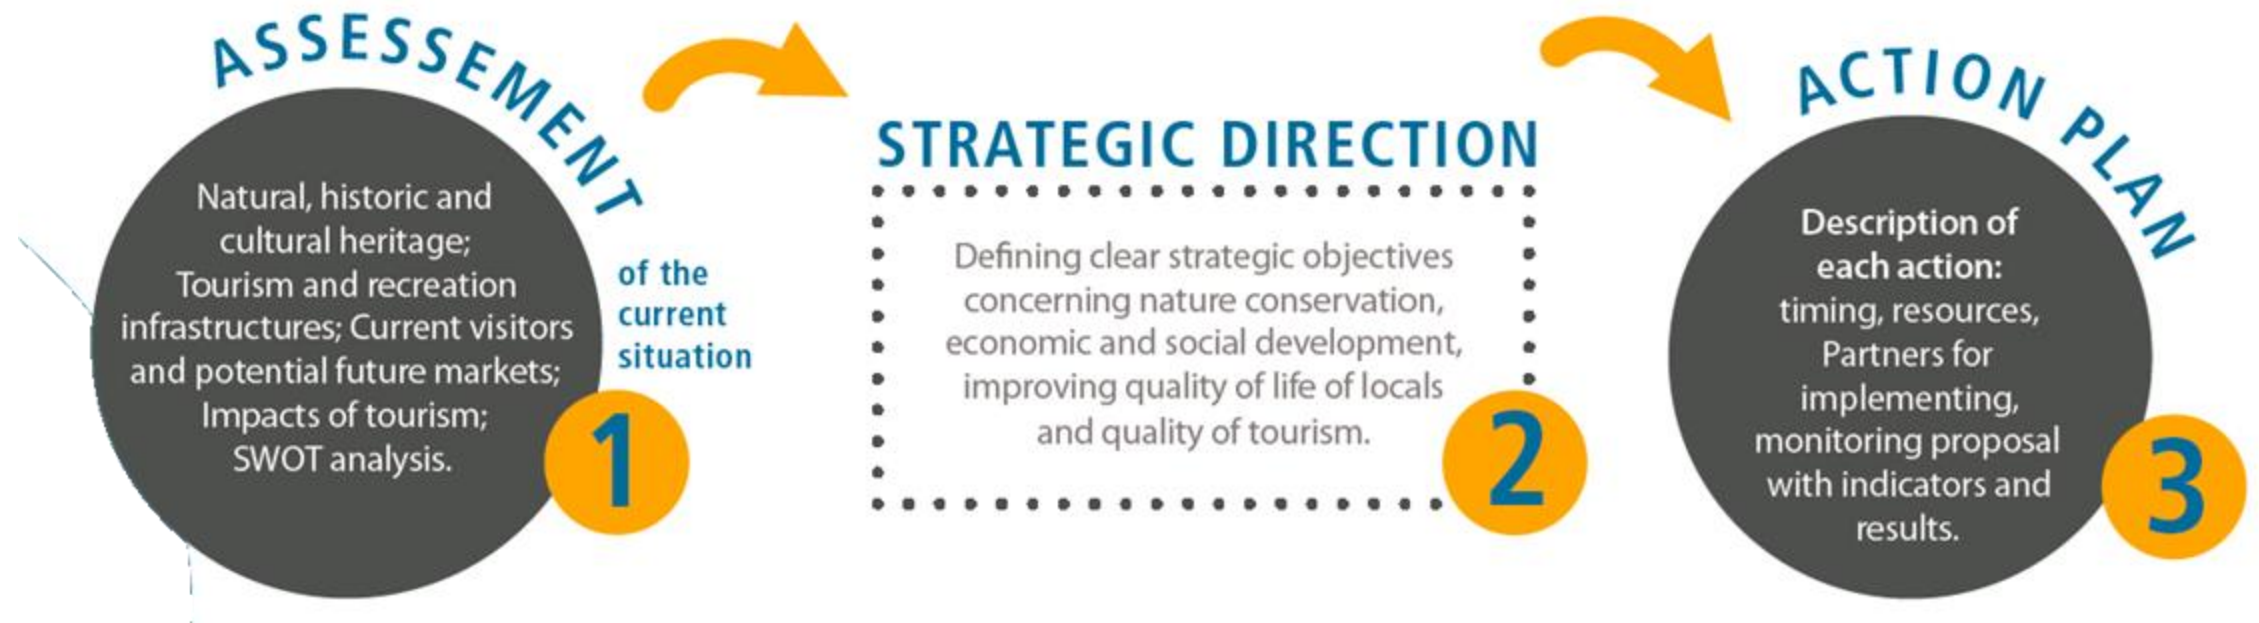 ASSESSEMENT
of the
current
situation
Natural, historic and
cultural heritage;
Tourism and recreation
infrastructures; Current visitors
and potential future markets;
Impacts of tourism;
SWOT analysis.
1
STRATEGIC DIRECTION
Defining clear strategic objectives
concerning nature conservation,
economic and social development,
improving quality of life of locals
and quality of tourism.
2
ACTION PLAN
Description of
each action:
timing, resources,
Partners for
implementing,
monitoring proposal
with indicators and
results.
3